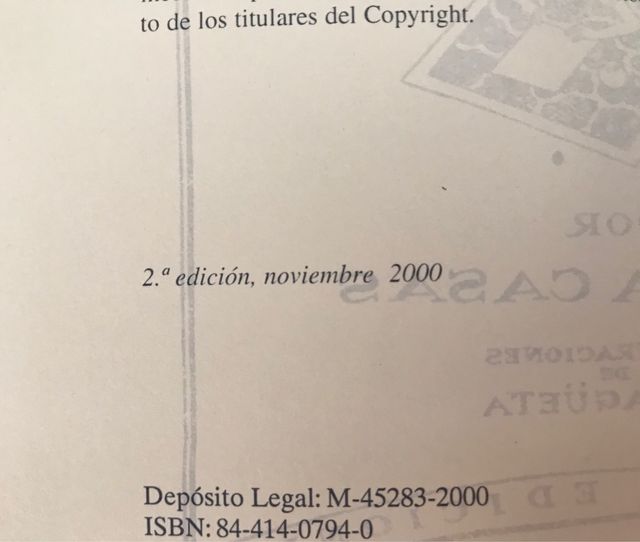 to de los titulares del Copyright.
2.ª edición, noviembre 2000
Depósito Legal: M-45283-2000
ISBN: 84-414-0794-0